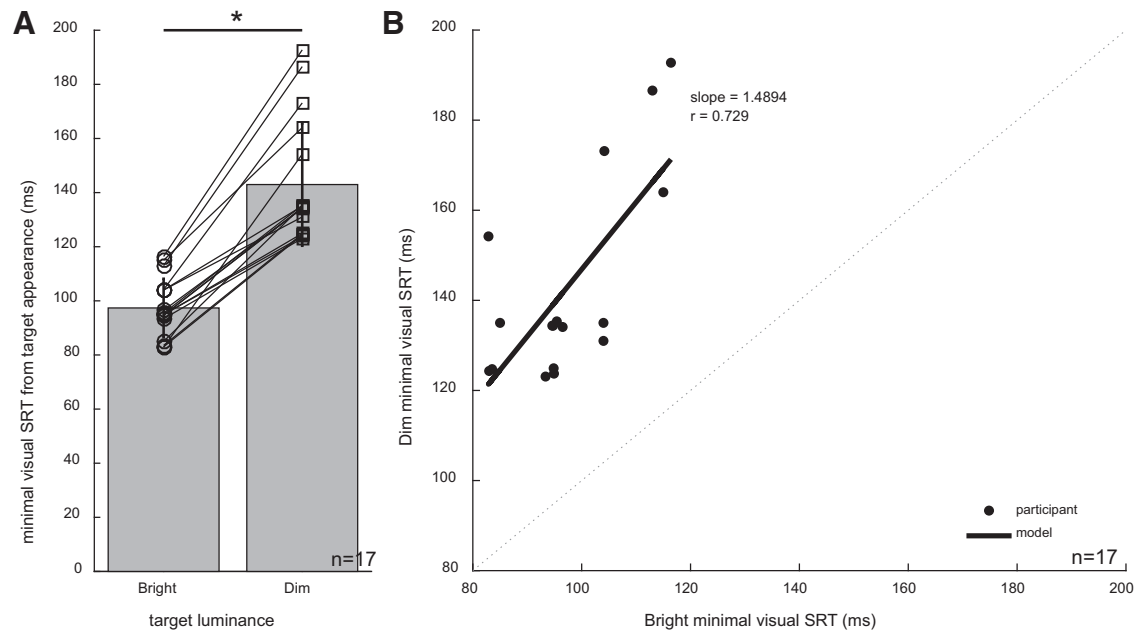 A
*
200
180
160
140
120
100
80
60
40
20
0
minimal visual SRT from target appearance (ms)
n=17
Bright
Dim
target luminance
B
200
180
160
140
120
100
80
Dim minimal visual SRT (ms)
slope = 1.4894
r = 0.729
participant
model
n=17
80
100
120
140
160
180
200
Bright minimal visual SRT (ms)